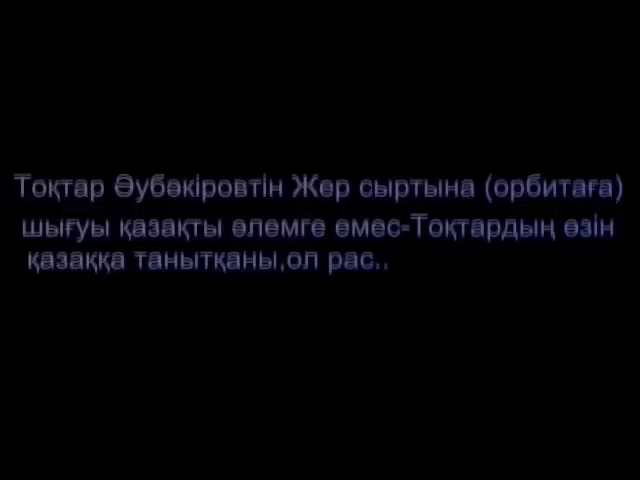 Тоқтар Әубәкіровтін Жер сыртына (орбитаға)
шығуы қазақты әлемге емес-Тоқтардың өзін
қазаққа танытқаны,ол рас..